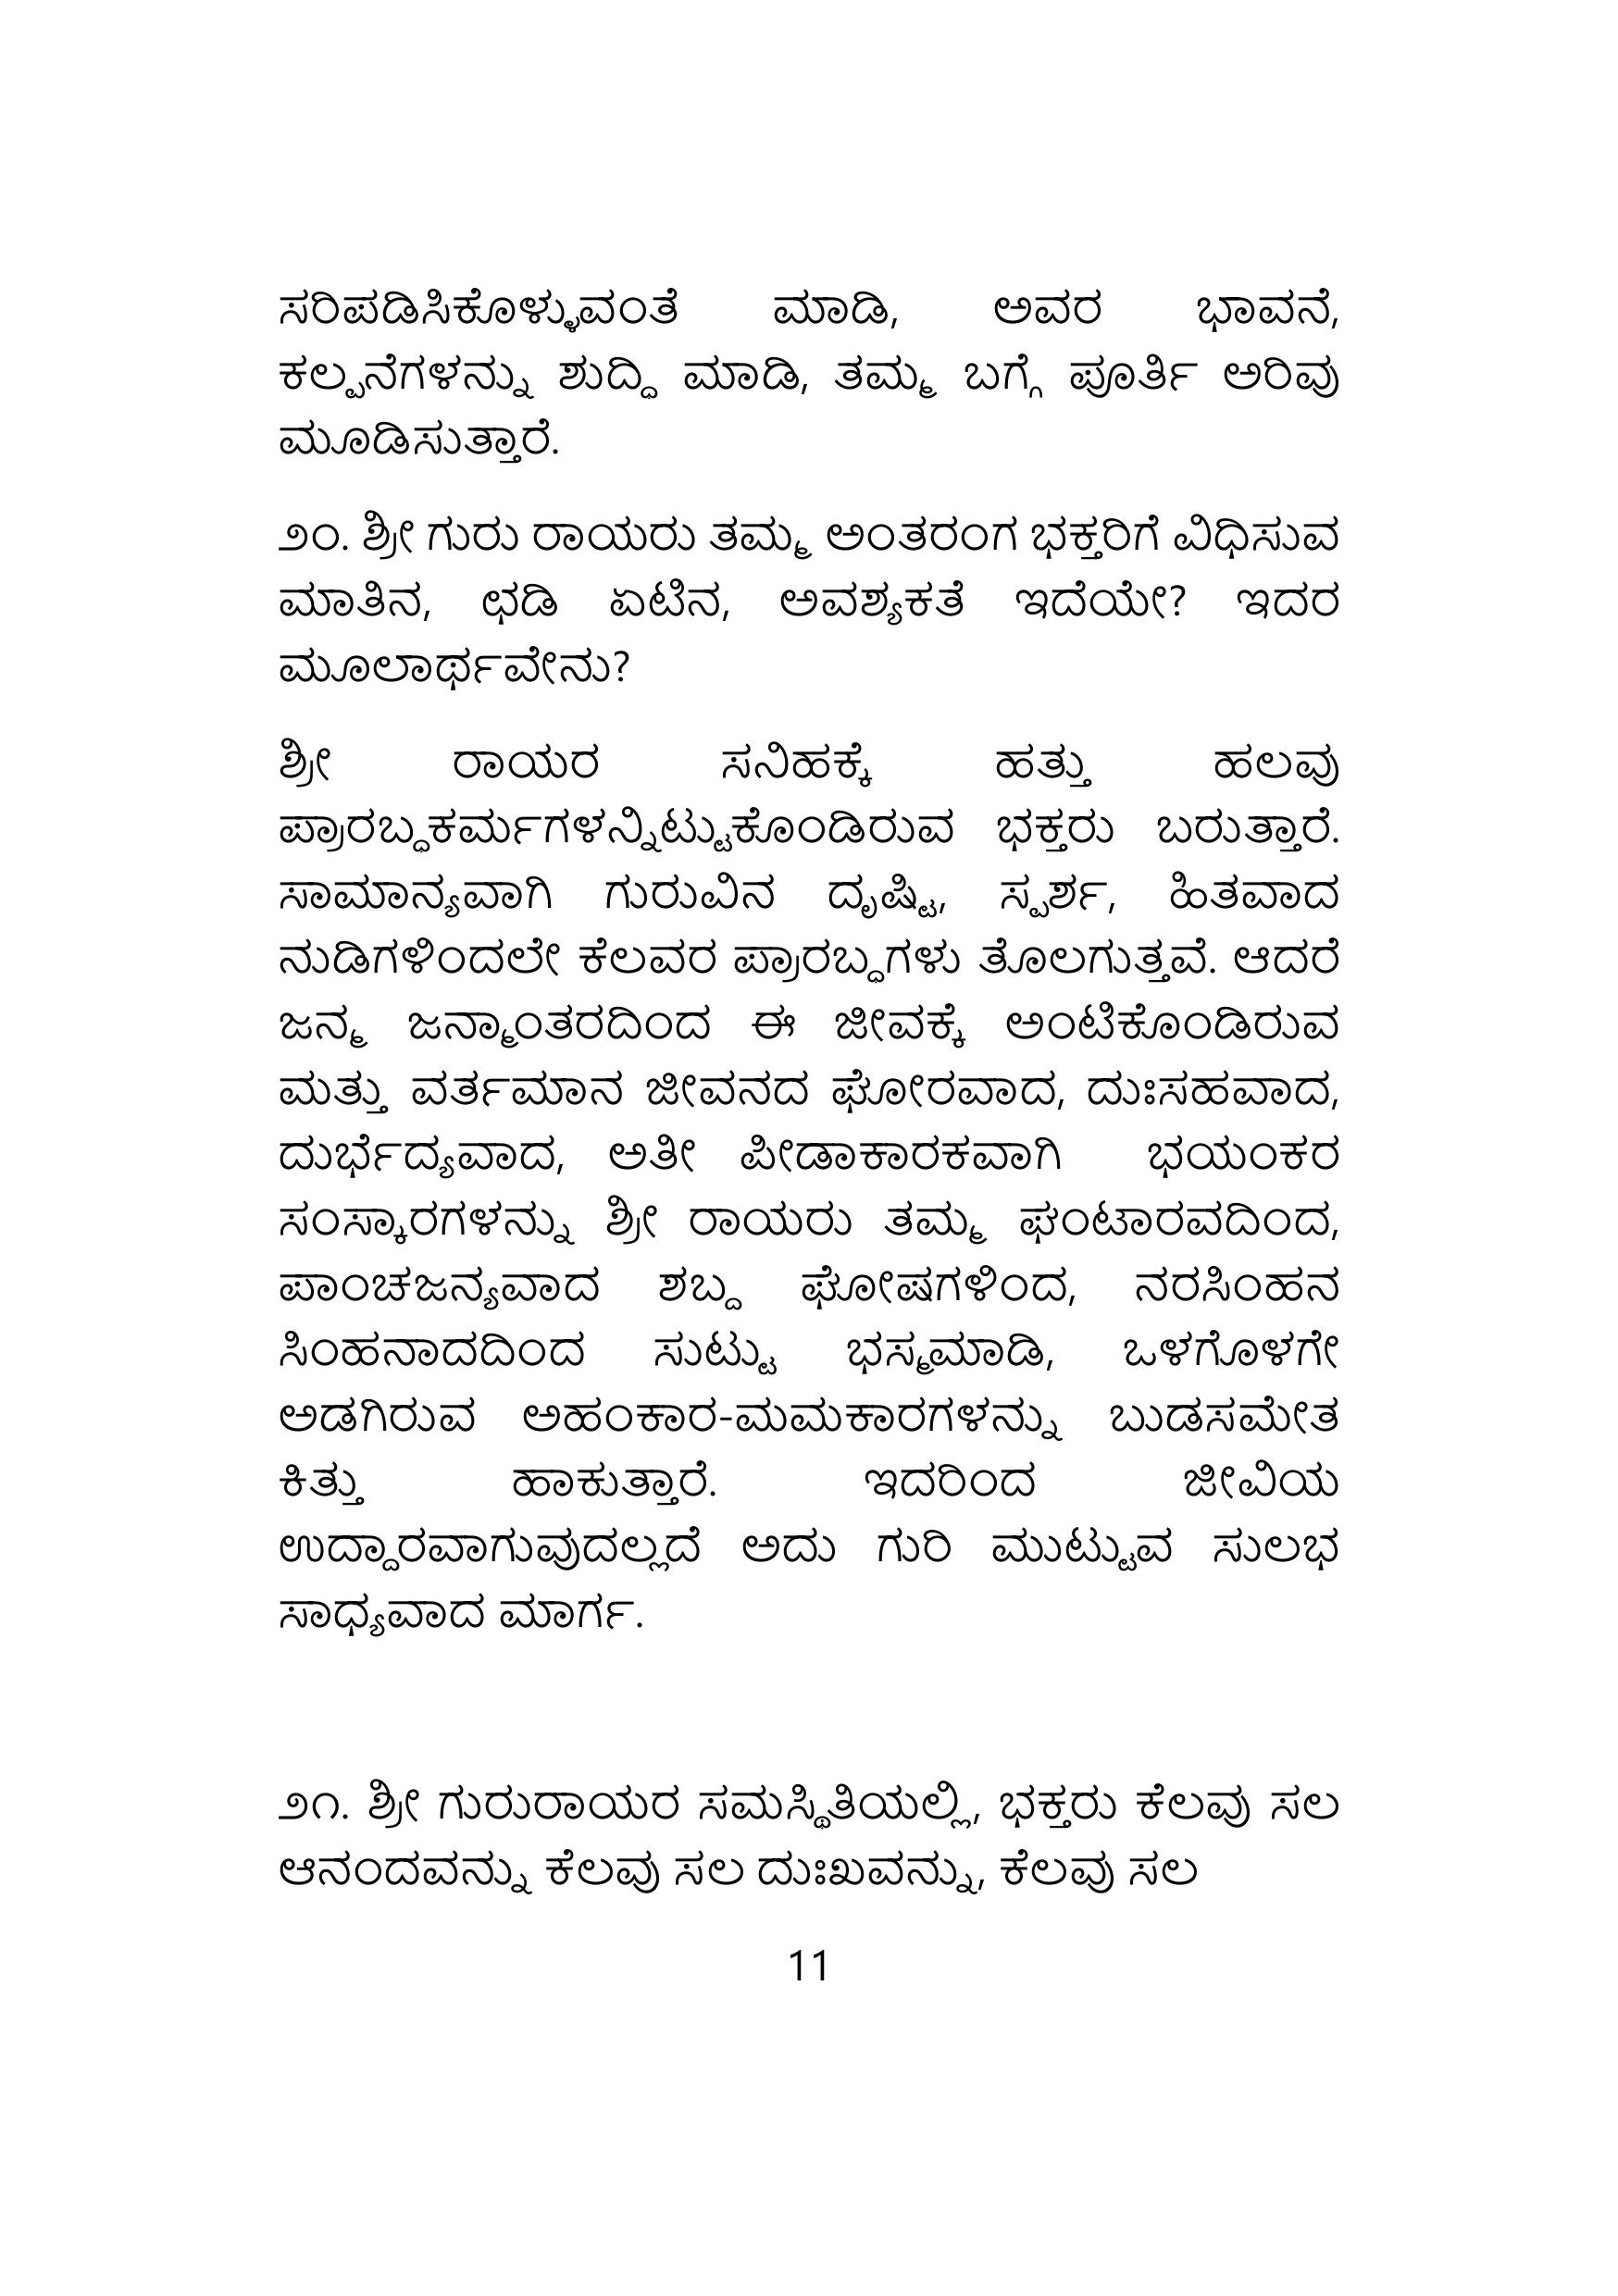 ಸರಿಪಡಿಸಿಕೊಳ್ಳುವಂತೆ ಮಾಡಿ, ಅವರ ಭಾವನೆ,
ಕಲ್ಪನೆಗಳನ್ನು ಶುದ್ಧಿ ಮಾಡಿ, ತಮ್ಮ ಬಗ್ಗೆ ಪೂರ್ತಿ ಅರಿವು
ಮೂಡಿಸುತ್ತಾರೆ.
೨೦. ಶ್ರೀ ಗುರು ರಾಯರು ತಮ್ಮ ಅಂತರಂಗ ಭಕ್ತರಿಗೆ ವಿಧಿಸುವ
ಮಾತಿನ, ಛಡಿ ಏಟಿನ, ಅವಶ್ಯಕತೆ ಇದೆಯೇ? ಇದರ
ಮೂಲಾರ್ಥವೇನು?
ಶ್ರೀ ರಾಯರ ಸನಿಹಕ್ಕೆ ಹತ್ತು ಹಲವು
ಪ್ರಾರಬ್ಧಕರ್ಮಗಳನ್ನಿಟ್ಟುಕೊಂಡಿರುವ ಭಕ್ತರು ಬರುತ್ತಾರೆ.
ಸಾಮಾನ್ಯವಾಗಿ ಗುರುವಿನ ದೃಷ್ಟಿ, ಸ್ಪರ್ಶ, ಹಿತವಾದ
ನುಡಿಗಳಿಂದಲೇ ಕೆಲವರ ಪ್ರಾರಬ್ಧಗಳು ತೊಲಗುತ್ತವೆ. ಆದರೆ
ಜನ್ಮ ಜನ್ಮಾಂತರದಿಂದ ಈ ಜೀವಕ್ಕೆ ಅಂಟಿಕೊಂಡಿರುವ
ಮತ್ತು ವರ್ತಮಾನ ಜೀವನದ ಘೋರವಾದ, ದುಃಸಹವಾದ,
ದುರ್ಭೆದ್ಯವಾದ, ಅತೀ ಪೀಡಾಕಾರಕವಾಗಿ ಭಯಂಕರ
ಸಂಸ್ಕಾರಗಳನ್ನು ಶ್ರೀ ರಾಯರು ತಮ್ಮ ಘಂಟಾರವದಿಂದ,
ಪಾಂಚಜನ್ಯವಾದ ಶಬ್ದ ಘೋಷಗಳಿಂದ, ನರಸಿಂಹನ
ಸಿಂಹನಾದದಿಂದ ಸುಟ್ಟು ಭಸ್ಮಮಾಡಿ, ಒಳಗೊಳಗೇ
ಅಡಗಿರುವ ಅಹಂಕಾರ-ಮಮಕಾರಗಳನ್ನು ಬುಡಸಮೇತ
ಕಿತ್ತು ಹಾಕುತ್ತಾರೆ. ಇದರಿಂದ ಜೀವಿಯ
ಉದ್ದಾರವಾಗುವುದಲ್ಲದೆ ಅದು ಗುರಿ ಮುಟ್ಟುವ ಸುಲಭ
ಸಾಧ್ಯವಾದ ಮಾರ್ಗ.
೨೧. ಶ್ರೀ ಗುರುರಾಯರ ಸಮಸ್ಥಿತಿಯಲ್ಲಿ, ಭಕ್ತರು ಕೆಲವು ಸಲ
ಆನಂದವನ್ನು ಕೆಲವು ಸಲ ದುಃಖವನ್ನು, ಕೆಲವು ಸಲ
11